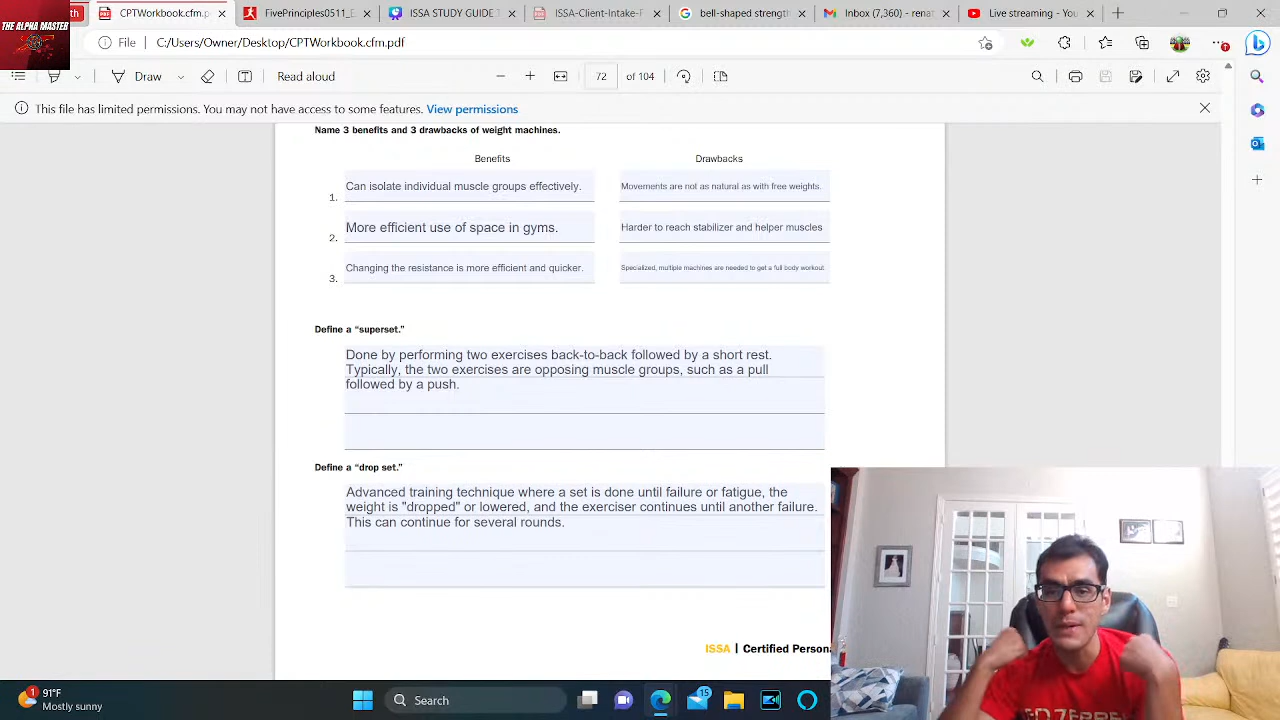 THE ALPHA MASTER
th
CPTWorkbook.cfm.pdf
FirePrinciple0511_D
ISSA STUDY GUIDE
ISSA-Client-Intake-F
bell-shaped strength
Inbox (7,360) - rena
Live streaming - You
File
C:/Users/Owner/Desktop/CPTWorkbook.cfm.pdf
Draw
Read aloud
72
of 104
This file has limited permissions. You may not have access to some features. View permissions
Name 3 benefits and 3 drawbacks of weight machines.
Benefits
Drawbacks
1.
Can isolate individual muscle groups effectively.
Movements are not as natural as with free weights.
2.
More efficient use of space in gyms.
Harder to reach stabilizer and helper muscles
3.
Changing the resistance is more efficient and quicker.
Specialized, multiple machines are needed to get a full body workout
Define a “superset.”
Done by performing two exercises back-to-back followed by a short rest.
Typically, the two exercises are opposing muscle groups, such as a pull
followed by a push.
Define a “drop set.”
Advanced training technique where a set is done until failure or fatigue, the
weight is "dropped" or lowered, and the exerciser continues until another failure.
This can continue for several rounds.
ISSA | Certified Persona
1
91°F
Mostly sunny
Search
15